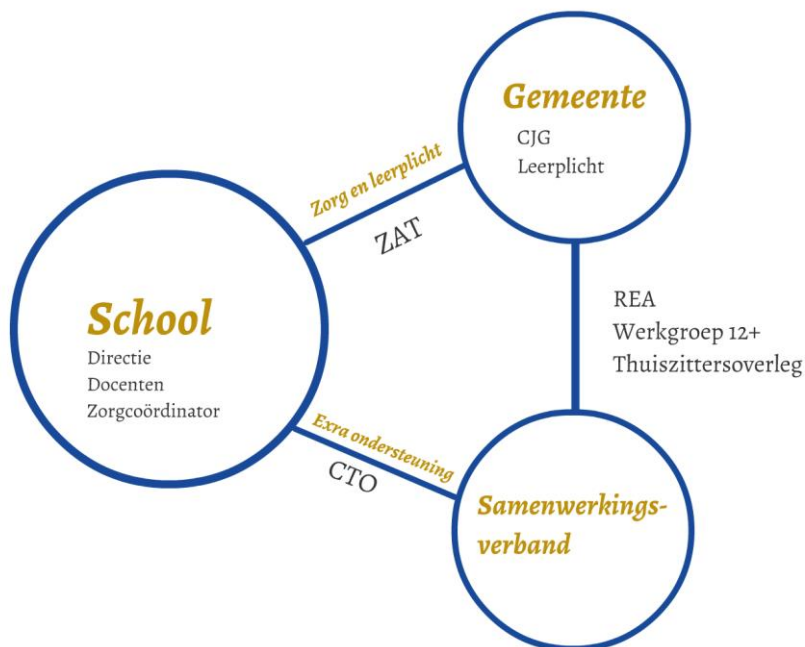 Gemeente
CJG
Leerplicht
Zorg en leerplicht
ZAT
School
Directie
Docenten
Zorgcoördinator
REA
Werkgroep 12+
Thuiszittersoverleg
Exra ondersteuning
CTO
Samenwerkings-
verband